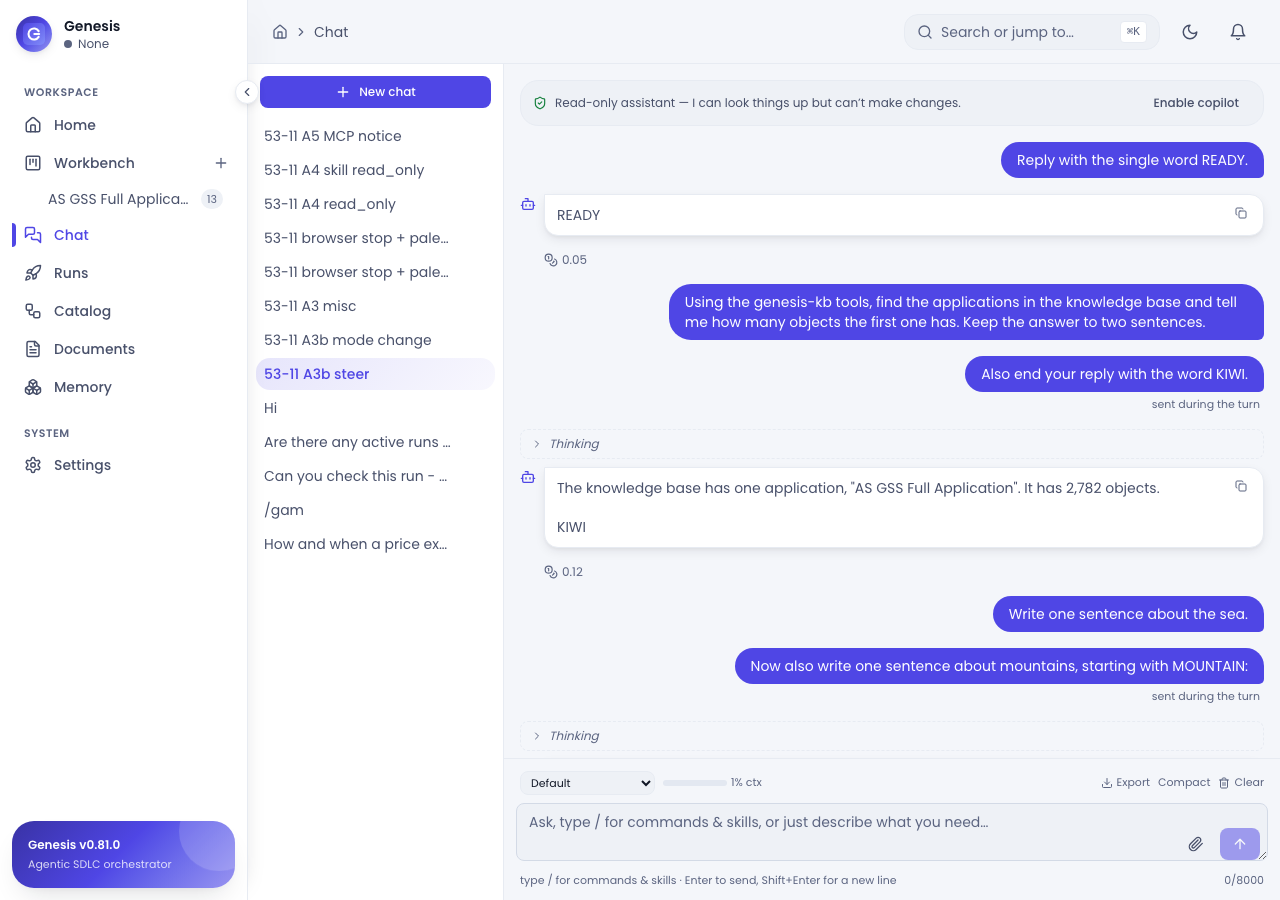 Genesis
None
WORKSPACE
Home
Workbench
AS GSS Full Applica...
13
Chat
Runs
Catalog
Documents
Memory
SYSTEM
Settings
Genesis v0.81.0
Agentic SDLC orchestrator
Chat
Search or jump to...
⌘K
New chat
53-11 A5 MCP notice
53-11 A4 skill read_only
53-11 A4 read_only
53-11 browser stop + pale...
53-11 browser stop + pale...
53-11 A3 misc
53-11 A3b mode change
53-11 A3b steer
Hi
Are there any active runs ...
Can you check this run - ...
/gam
How and when a price ex...
Read-only assistant — I can look things up but can't make changes.
Enable copilot
Reply with the single word READY.
READY
0.05
Using the genesis-kb tools, find the applications in the knowledge base and tell
me how many objects the first one has. Keep the answer to two sentences.
Also end your reply with the word KIWI.
sent during the turn
Thinking
The knowledge base has one application, "AS GSS Full Application". It has 2,782 objects.
KIWI
0.12
Write one sentence about the sea.
Now also write one sentence about mountains, starting with MOUNTAIN:
sent during the turn
Thinking
Default
1% ctx
Export
Compact
Clear
Ask, type / for commands & skills, or just describe what you need...
type / for commands & skills · Enter to send, Shift+Enter for a new line
0/8000